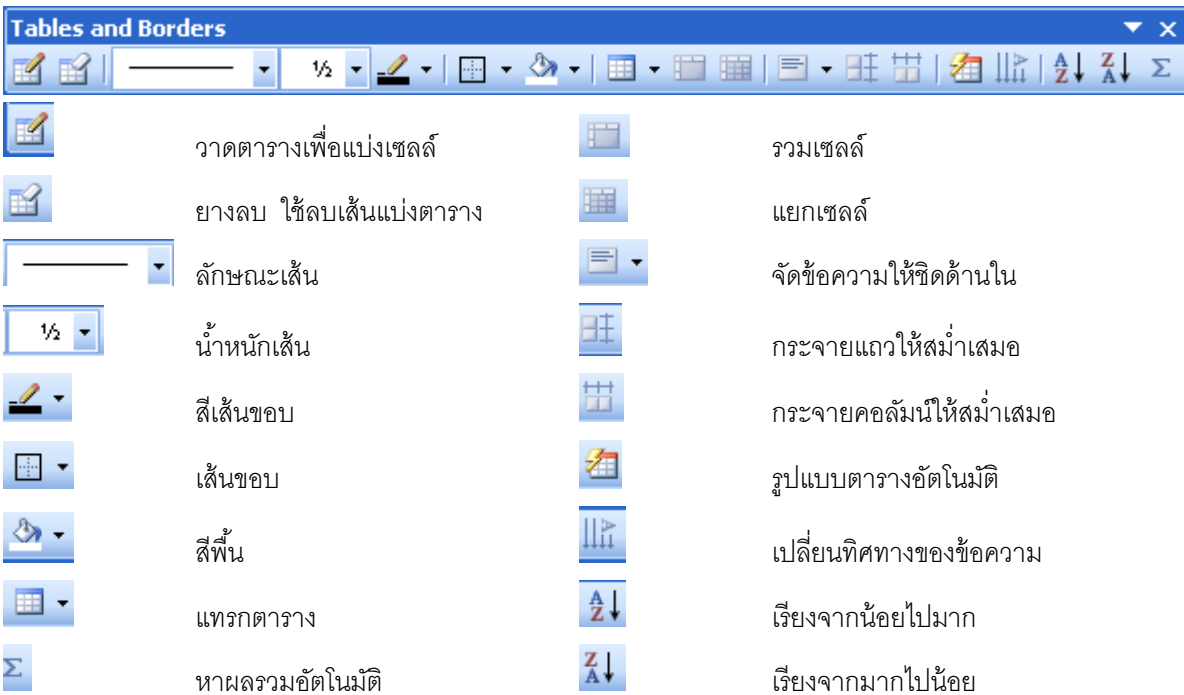 Tables and Borders
½
วาดตารางเพื่อแบ่งเซลล์ รวมเซลล์
ยางลบ ใช้ลบเส้นแบ่งตาราง แยกเซลล์
ลักษณะเส้น จัดข้อความให้ชิดด้านใน
½ น้ำหนักเส้น กระจายแถวให้สม่ำเสมอ
สีเส้นขอบ กระจายคอลัมน์ให้สม่ำเสมอ
เส้นขอบ รูปแบบตารางอัตโนมัติ
สีพื้น เปลี่ยนทิศทางของข้อความ
แทรกตาราง เรียงจากน้อยไปมาก
Σ หาผลรวมอัตโนมัติ เรียงจากมากไปน้อย